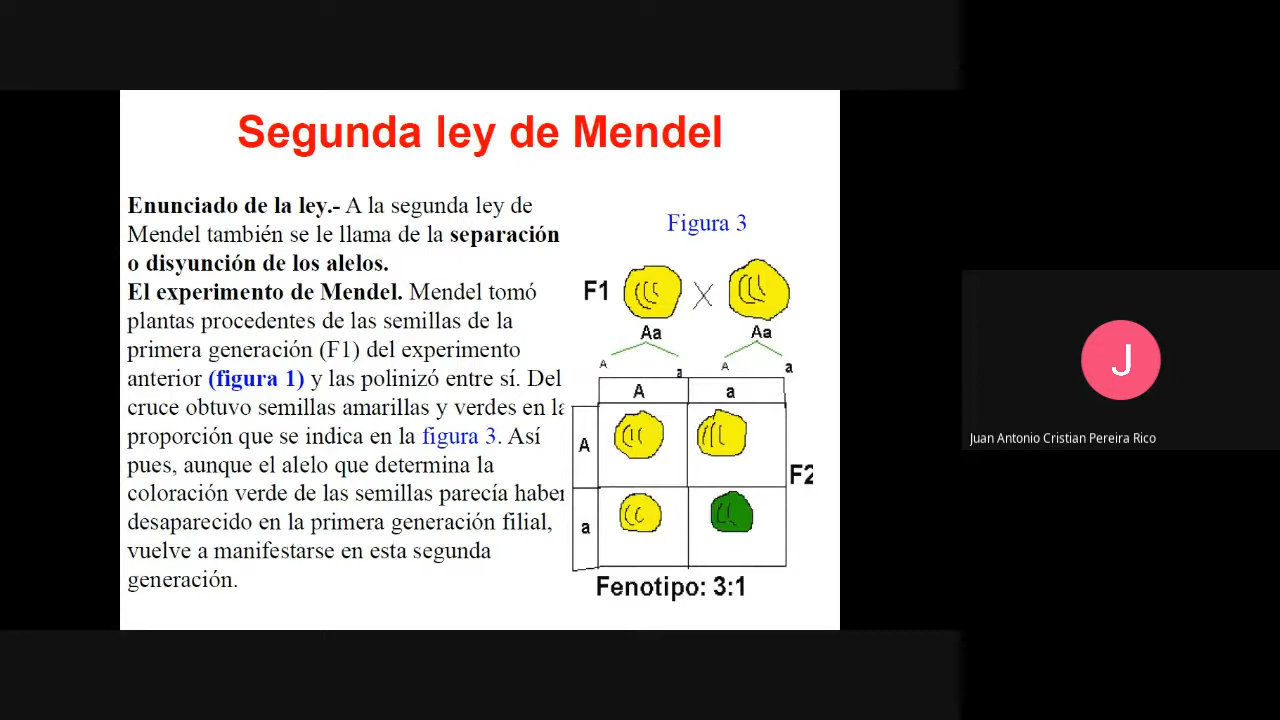 Segunda ley de Mendel
Enunciado de la ley.- A la segunda ley de
Mendel también se le llama de la separación
o disyunción de los alelos.
El experimento de Mendel. Mendel tomó
plantas procedentes de las semillas de la
primera generación (F1) del experimento
anterior (figura 1) y las polinizó entre sí. Del
cruce obtuvo semillas amarillas y verdes en la
proporción que se indica en la figura 3. Así
pues, aunque el alelo que determina la
coloración verde de las semillas parecía haber
desaparecido en la primera generación filial,
vuelve a manifestarse en esta segunda
generación.
Figura 3
F1 X
Aa Aa
A a A a
A a
A
F2
a
Fenotipo: 3:1
J
Juan Antonio Cristian Pereira Rico